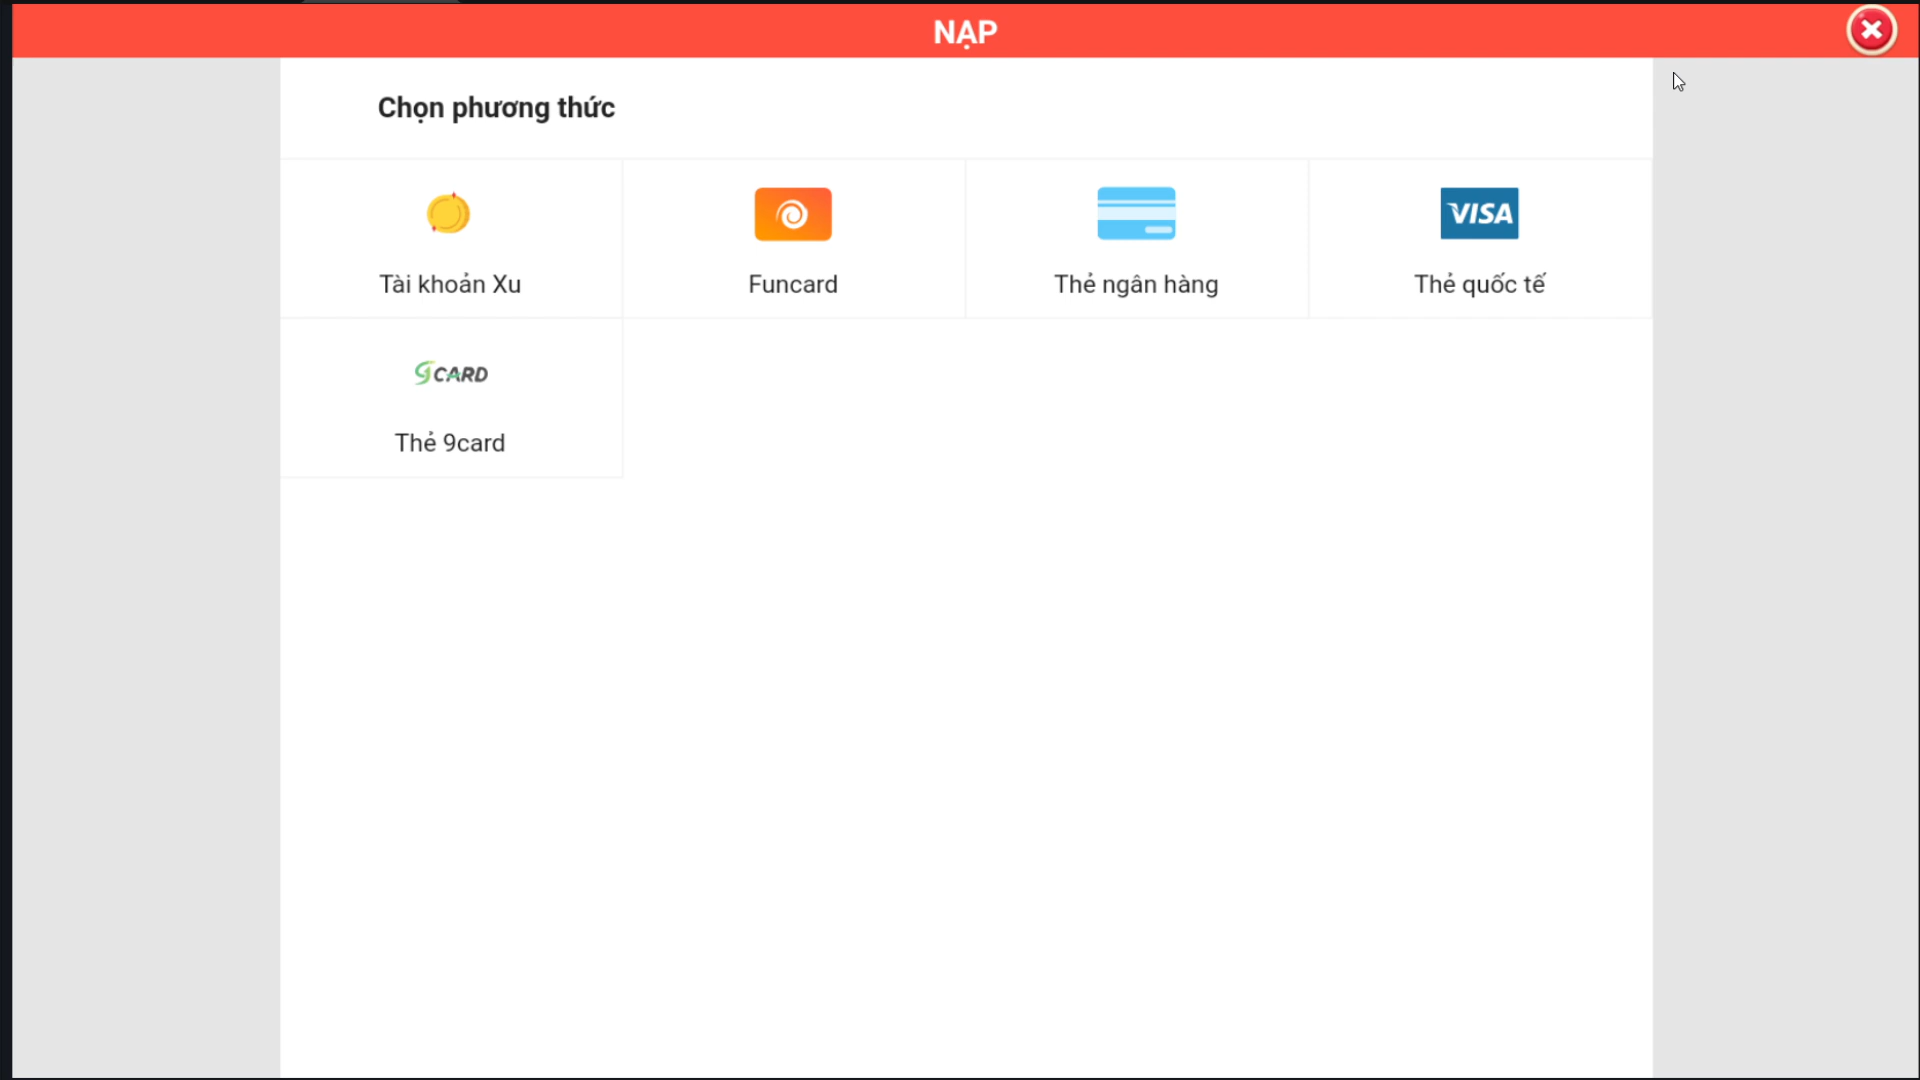 NẠP
Chọn phương thức
VISA
Tài khoản Xu
Funcard
Thẻ ngân hàng
Thẻ quốc tế
9CARD
Thẻ 9card